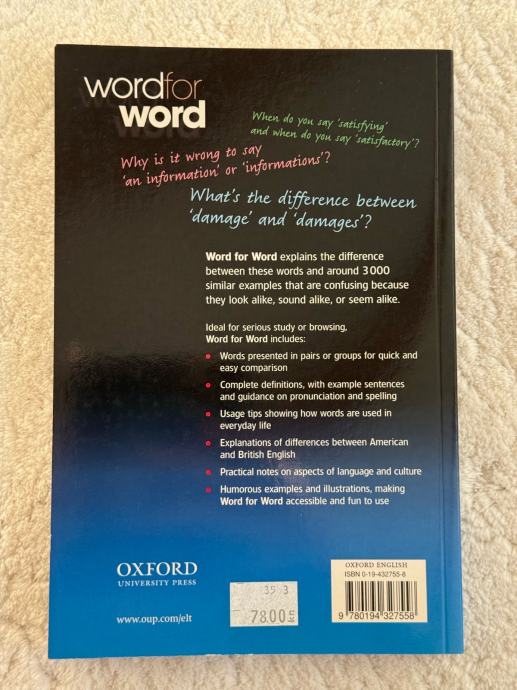 wordfor
word
When do you say 'satisfying'
and when do you say 'satisfactory'?
Why is it wrong to say
'an information' or 'informations'?
What's the difference between
'damage' and 'damages'?
Word for Word explains the difference
between these words and around 3000
similar examples that are confusing because
they look alike, sound alike, or seem alike.
Ideal for serious study or browsing,
Word for Word includes:
• Words presented in pairs or groups for quick and
easy comparison
• Complete definitions, with example sentences
and guidance on pronunciation and spelling
• Usage tips showing how words are used in
everyday life
• Explanations of differences between American
and British English
• Practical notes on aspects of language and culture
• Humorous examples and illustrations, making
Word for Word accessible and fun to use
OXFORD
UNIVERSITY PRESS
www.oup.com/elt
35 3
78.00
OXFORD ENGLISH
ISBN 0-19-432755-8
9 780194 327558